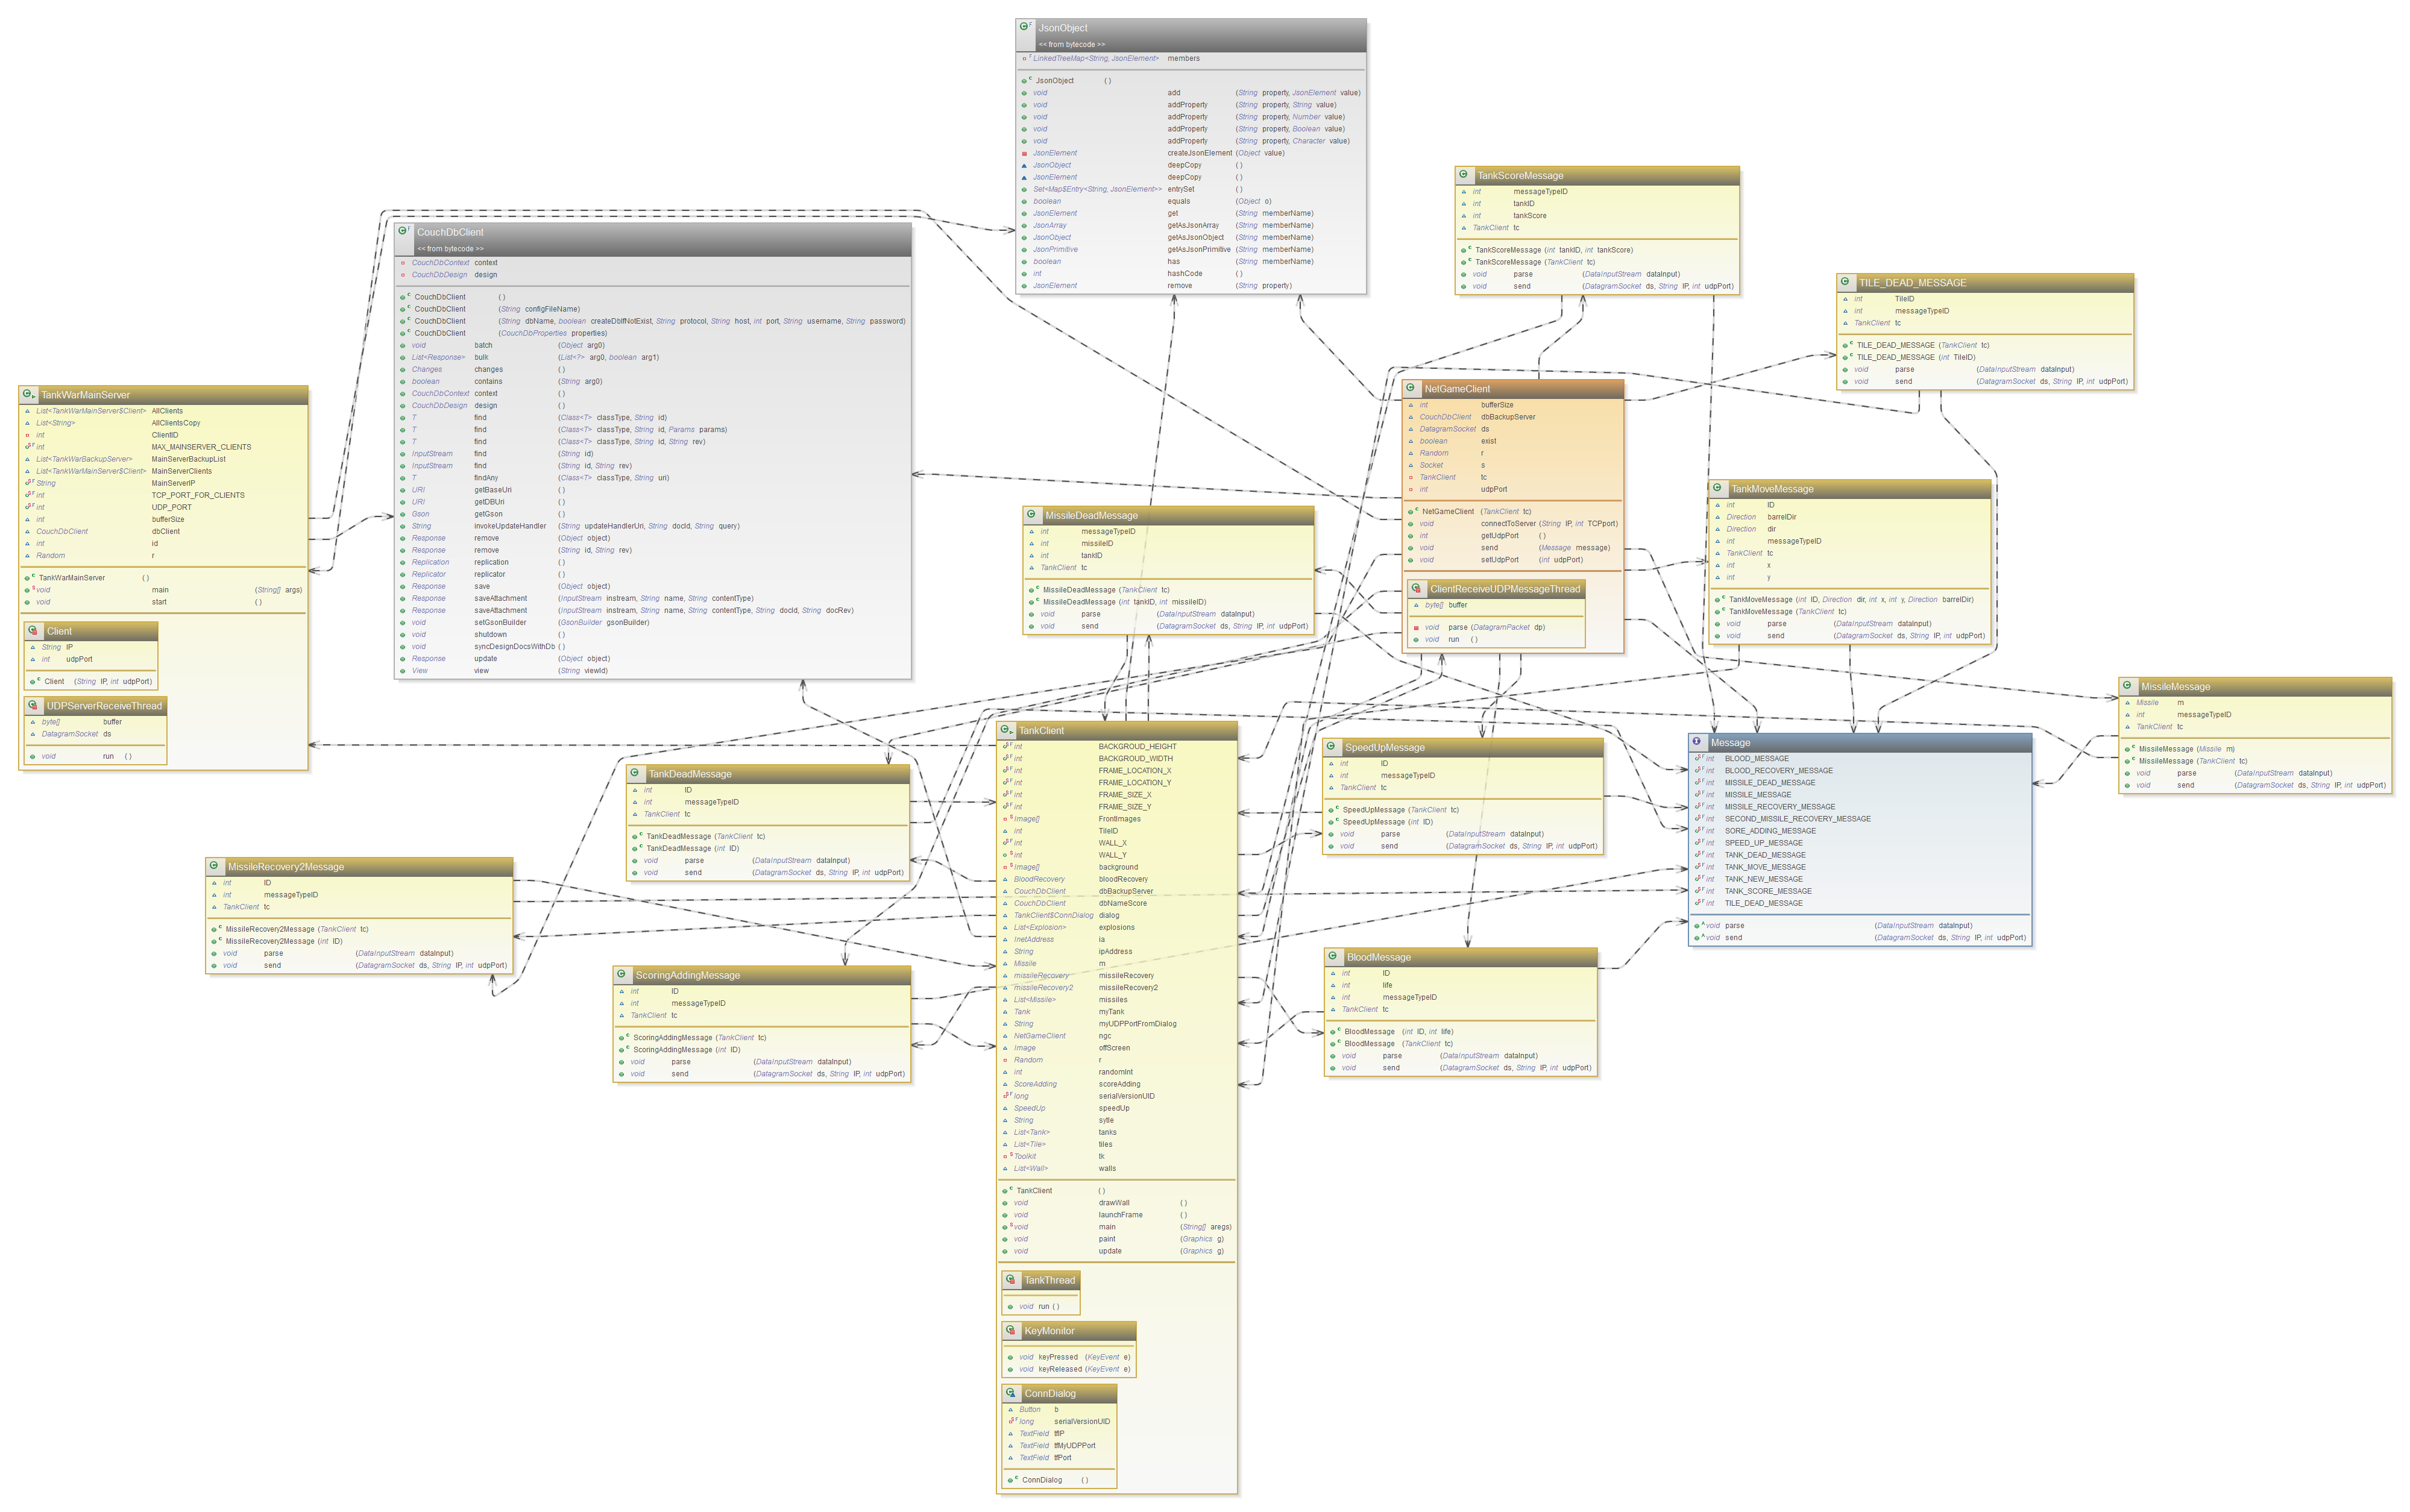 JsonObject
<< from bytecode >>
LinkedTreeMap<String, JsonElement> members
JsonObject ( )
void add (String property, JsonElement value)
void addProperty (String property, String value)
void addProperty (String property, Number value)
void addProperty (String property, Boolean value)
void addProperty (String property, Character value)
JsonElement createJsonElement (Object value)
JsonObject deepCopy ( )
JsonElement deepCopy ( )
Set<Map$Entry<String, JsonElement>> entrySet ( )
boolean equals (Object o)
JsonElement get (String memberName)
JsonArray getAsJsonArray (String memberName)
JsonObject getAsJsonObject (String memberName)
JsonPrimitive getAsJsonPrimitive (String memberName)
boolean has (String memberName)
int hashCode ( )
JsonElement remove (String property)
TankScoreMessage
int messageTypeID
int tankID
int tankScore
TankClient tc
TankScoreMessage (int tankID, int tankScore)
TankScoreMessage (TankClient tc)
void parse (DataInputStream dataInput)
void send (DatagramSocket ds, String IP, int udpPort)
CouchDbClient
<< from bytecode >>
CouchDbContext context
CouchDbDesign design
CouchDbClient ( )
CouchDbClient (String configFileName)
CouchDbClient (String dbName, boolean createDbIfNotExist, String protocol, String host, int port, String username, String password)
CouchDbClient (CouchDbProperties properties)
void batch (Object arg0)
List<Response> bulk (List<?> arg0, boolean arg1)
Changes changes ( )
boolean contains (String arg0)
CouchDbContext context ( )
CouchDbDesign design ( )
T find (Class<T> classType, String id)
T find (Class<T> classType, String id, Params params)
T find (Class<T> classType, String id, String rev)
InputStream find (String id)
InputStream find (String id, String rev)
T findAny (Class<T> classType, String uri)
URI getBaseUri ( )
URI getDBUri ( )
Gson getGson ( )
String invokeUpdateHandler (String updateHandlerUri, String docId, String query)
Response remove (Object object)
Response remove (String id, String rev)
Replication replication ( )
Replicator replicator ( )
Response save (Object object)
Response saveAttachment (InputStream instream, String name, String contentType)
Response saveAttachment (InputStream instream, String name, String contentType, String docId, String docRev)
void setGsonBuilder (GsonBuilder gsonBuilder)
void shutdown ( )
void syncDesignDocsWithDb ( )
Response update (Object object)
View view (String viewId)
TILE_DEAD_MESSAGE
int TileID
int messageTypeID
TankClient tc
TILE_DEAD_MESSAGE (TankClient tc)
TILE_DEAD_MESSAGE (int TileID)
void parse (DataInputStream dataInput)
void send (DatagramSocket ds, String IP, int udpPort)
TankWarMainServer
List<TankWarMainServer$Client> AllClients
List<String> AllClientsCopy
int ClientID
int MAX_MAINSERVER_CLIENTS
List<TankWarBackupServer> MainServerBackupList
List<TankWarMainServer$Client> MainServerClients
String MainServerIP
int TCP_PORT_FOR_CLIENTS
int UDP_PORT
int bufferSize
CouchDbClient dbClient
int id
Random r
TankWarMainServer ( )
void main (String[] args)
void start ( )
Client
String IP
int udpPort
Client (String IP, int udpPort)
UDPServerReceiveThread
byte[] buffer
DatagramSocket ds
void run ( )
NetGameClient
int bufferSize
CouchDbClient dbBackupServer
DatagramSocket ds
boolean exist
Random r
Socket s
TankClient tc
int udpPort
NetGameClient (TankClient tc)
void connectToServer (String IP, int TCPport)
int getUdpPort ( )
void send (Message message)
void setUdpPort (int udpPort)
ClientReceiveUDPMessageThread
byte[] buffer
void parse (DatagramPacket dp)
void run ( )
TankMoveMessage
int ID
Direction barrelDir
Direction dir
int messageTypeID
TankClient tc
int x
int y
TankMoveMessage (int ID, Direction dir, int x, int y, Direction barrelDir)
TankMoveMessage (TankClient tc)
void parse (DataInputStream dataInput)
void send (DatagramSocket ds, String IP, int udpPort)
MissileDeadMessage
int messageTypeID
int missileID
int tankID
TankClient tc
MissileDeadMessage (TankClient tc)
MissileDeadMessage (int tankID, int missileID)
void parse (DataInputStream dataInput)
void send (DatagramSocket ds, String IP, int udpPort)
MissileMessage
Missile m
int messageTypeID
TankClient tc
MissileMessage (Missile m)
MissileMessage (TankClient tc)
void parse (DataInputStream dataInput)
void send (DatagramSocket ds, String IP, int udpPort)
TankClient
int BACKGROUD_HEIGHT
int BACKGROUD_WIDTH
int FRAME_LOCATION_X
int FRAME_LOCATION_Y
int FRAME_SIZE_X
int FRAME_SIZE_Y
Image[] FrontImages
int TileID
int WALL_X
int WALL_Y
Image[] background
BloodRecovery bloodRecovery
CouchDbClient dbBackupServer
CouchDbClient dbNameScore
TankClient$ConnDialog dialog
List<Explosion> explosions
InetAddress ia
String ipAddress
Missile m
missileRecovery missileRecovery
missileRecovery2 missileRecovery2
List<Missile> missiles
Tank myTank
String myUDPPortFromDialog
NetGameClient ngc
Image offScreen
Random r
int randomInt
ScoreAdding scoreAdding
long serialVersionUID
SpeedUp speedUp
String sytle
List<Tank> tanks
List<Tile> tiles
Toolkit tk
List<Wall> walls
TankClient ( )
void drawWall ( )
void launchFrame ( )
void main (String[] aregs)
void paint (Graphics g)
void update (Graphics g)
TankThread
void run ( )
KeyMonitor
void keyPressed (KeyEvent e)
void keyReleased (KeyEvent e)
ConnDialog
Button b
long serialVersionUID
TextField tfIP
TextField tfMyUDPPort
TextField tfPort
ConnDialog ( )
Message
int BLOOD_MESSAGE
int BLOOD_RECOVERY_MESSAGE
int MISSILE_DEAD_MESSAGE
int MISSILE_MESSAGE
int MISSILE_RECOVERY_MESSAGE
int SECOND_MISSILE_RECOVERY_MESSAGE
int SORE_ADDING_MESSAGE
int SPEED_UP_MESSAGE
int TANK_DEAD_MESSAGE
int TANK_MOVE_MESSAGE
int TANK_NEW_MESSAGE
int TANK_SCORE_MESSAGE
int TILE_DEAD_MESSAGE
void parse (DataInputStream dataInput)
void send (DatagramSocket ds, String IP, int udpPort)
SpeedUpMessage
int ID
int messageTypeID
TankClient tc
SpeedUpMessage (TankClient tc)
SpeedUpMessage (int ID)
void parse (DataInputStream dataInput)
void send (DatagramSocket ds, String IP, int udpPort)
TankDeadMessage
int ID
int messageTypeID
TankClient tc
TankDeadMessage (TankClient tc)
TankDeadMessage (int ID)
void parse (DataInputStream dataInput)
void send (DatagramSocket ds, String IP, int udpPort)
MissileRecovery2Message
int ID
int messageTypeID
TankClient tc
MissileRecovery2Message (TankClient tc)
MissileRecovery2Message (int ID)
void parse (DataInputStream dataInput)
void send (DatagramSocket ds, String IP, int udpPort)
BloodMessage
int ID
int life
int messageTypeID
TankClient tc
BloodMessage (int ID, int life)
BloodMessage (TankClient tc)
void parse (DataInputStream dataInput)
void send (DatagramSocket ds, String IP, int udpPort)
ScoringAddingMessage
int ID
int messageTypeID
TankClient tc
ScoringAddingMessage (TankClient tc)
ScoringAddingMessage (int ID)
void parse (DataInputStream dataInput)
void send (DatagramSocket ds, String IP, int udpPort)